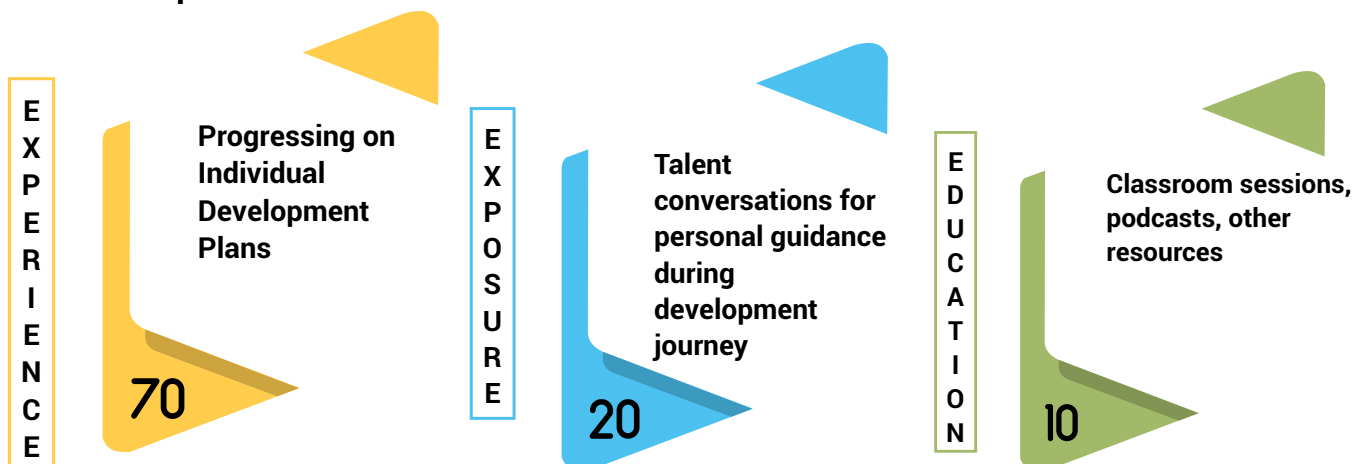 EXPERIENCE
Progressing on
Individual
Development
Plans
70
EXPOSURE
Talent
conversations for
personal guidance
during
development
journey
20
EDUCATION
Classroom sessions,
podcasts, other
resources
10